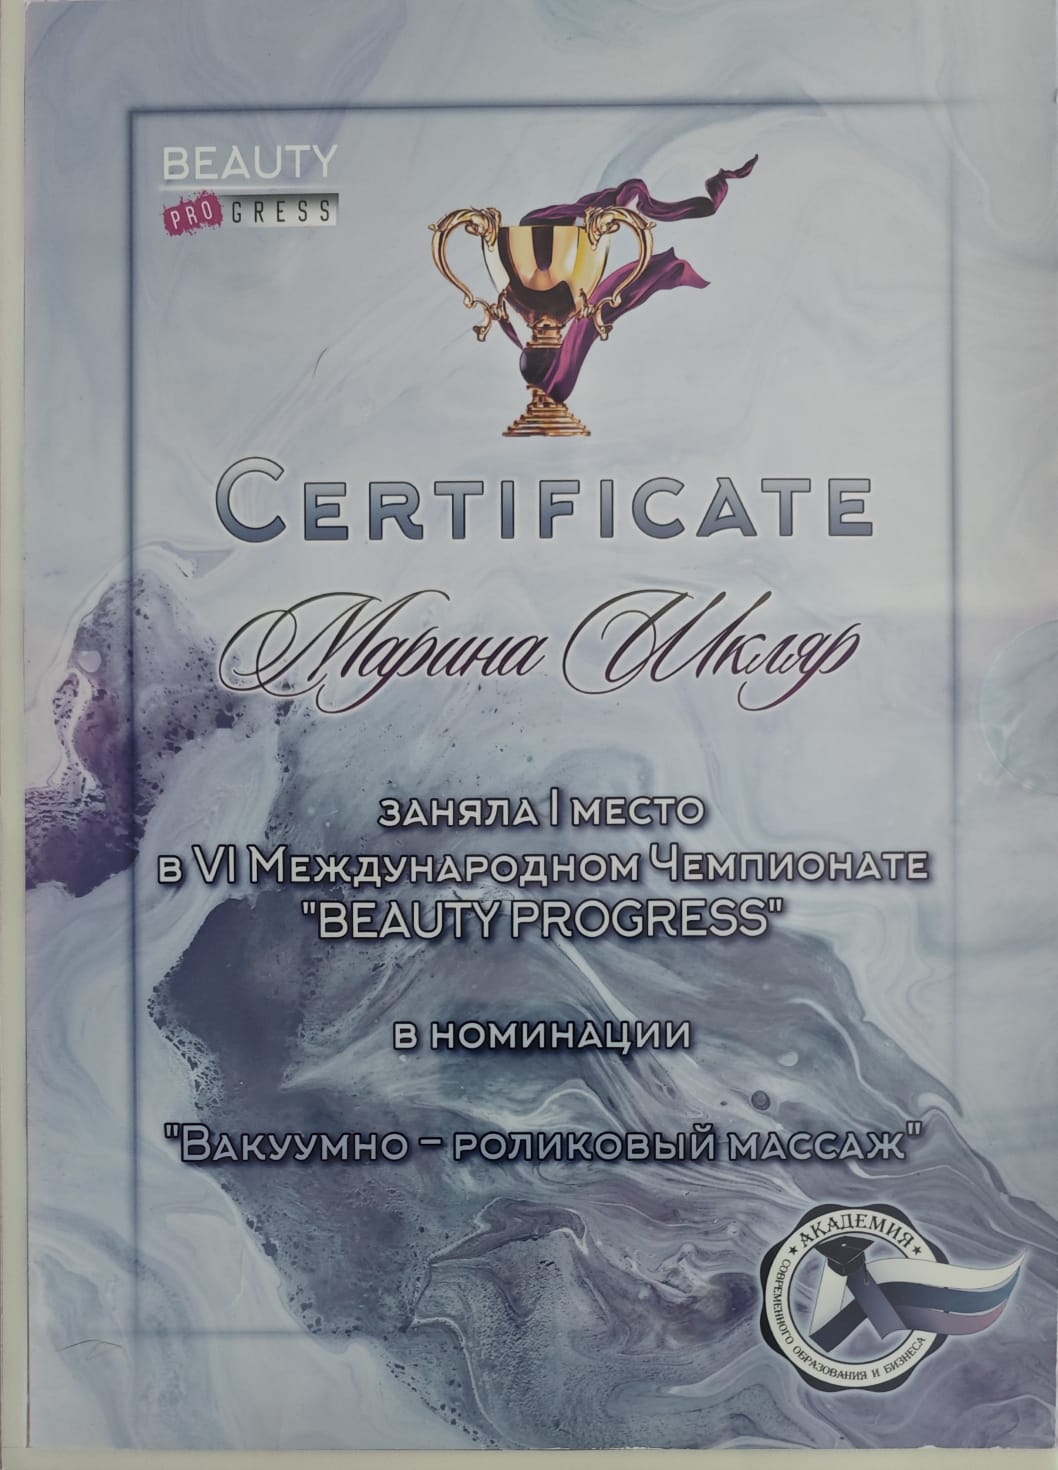 BEAUTY
PROGRESS
CERTIFICATE
Марина Шкляр
ЗАНЯЛА I МЕСТО
В VI МЕЖДУНАРОДНОМ ЧЕМПИОНАТЕ
"BEAUTY PROGRESS"
В НОМИНАЦИИ
"ВАКУУМНО – РОЛИКОВЫЙ МАССАЖ"
АКАДЕМИЯ
СОВРЕМЕННОГО ОБРАЗОВАНИЯ И БИЗНЕСА